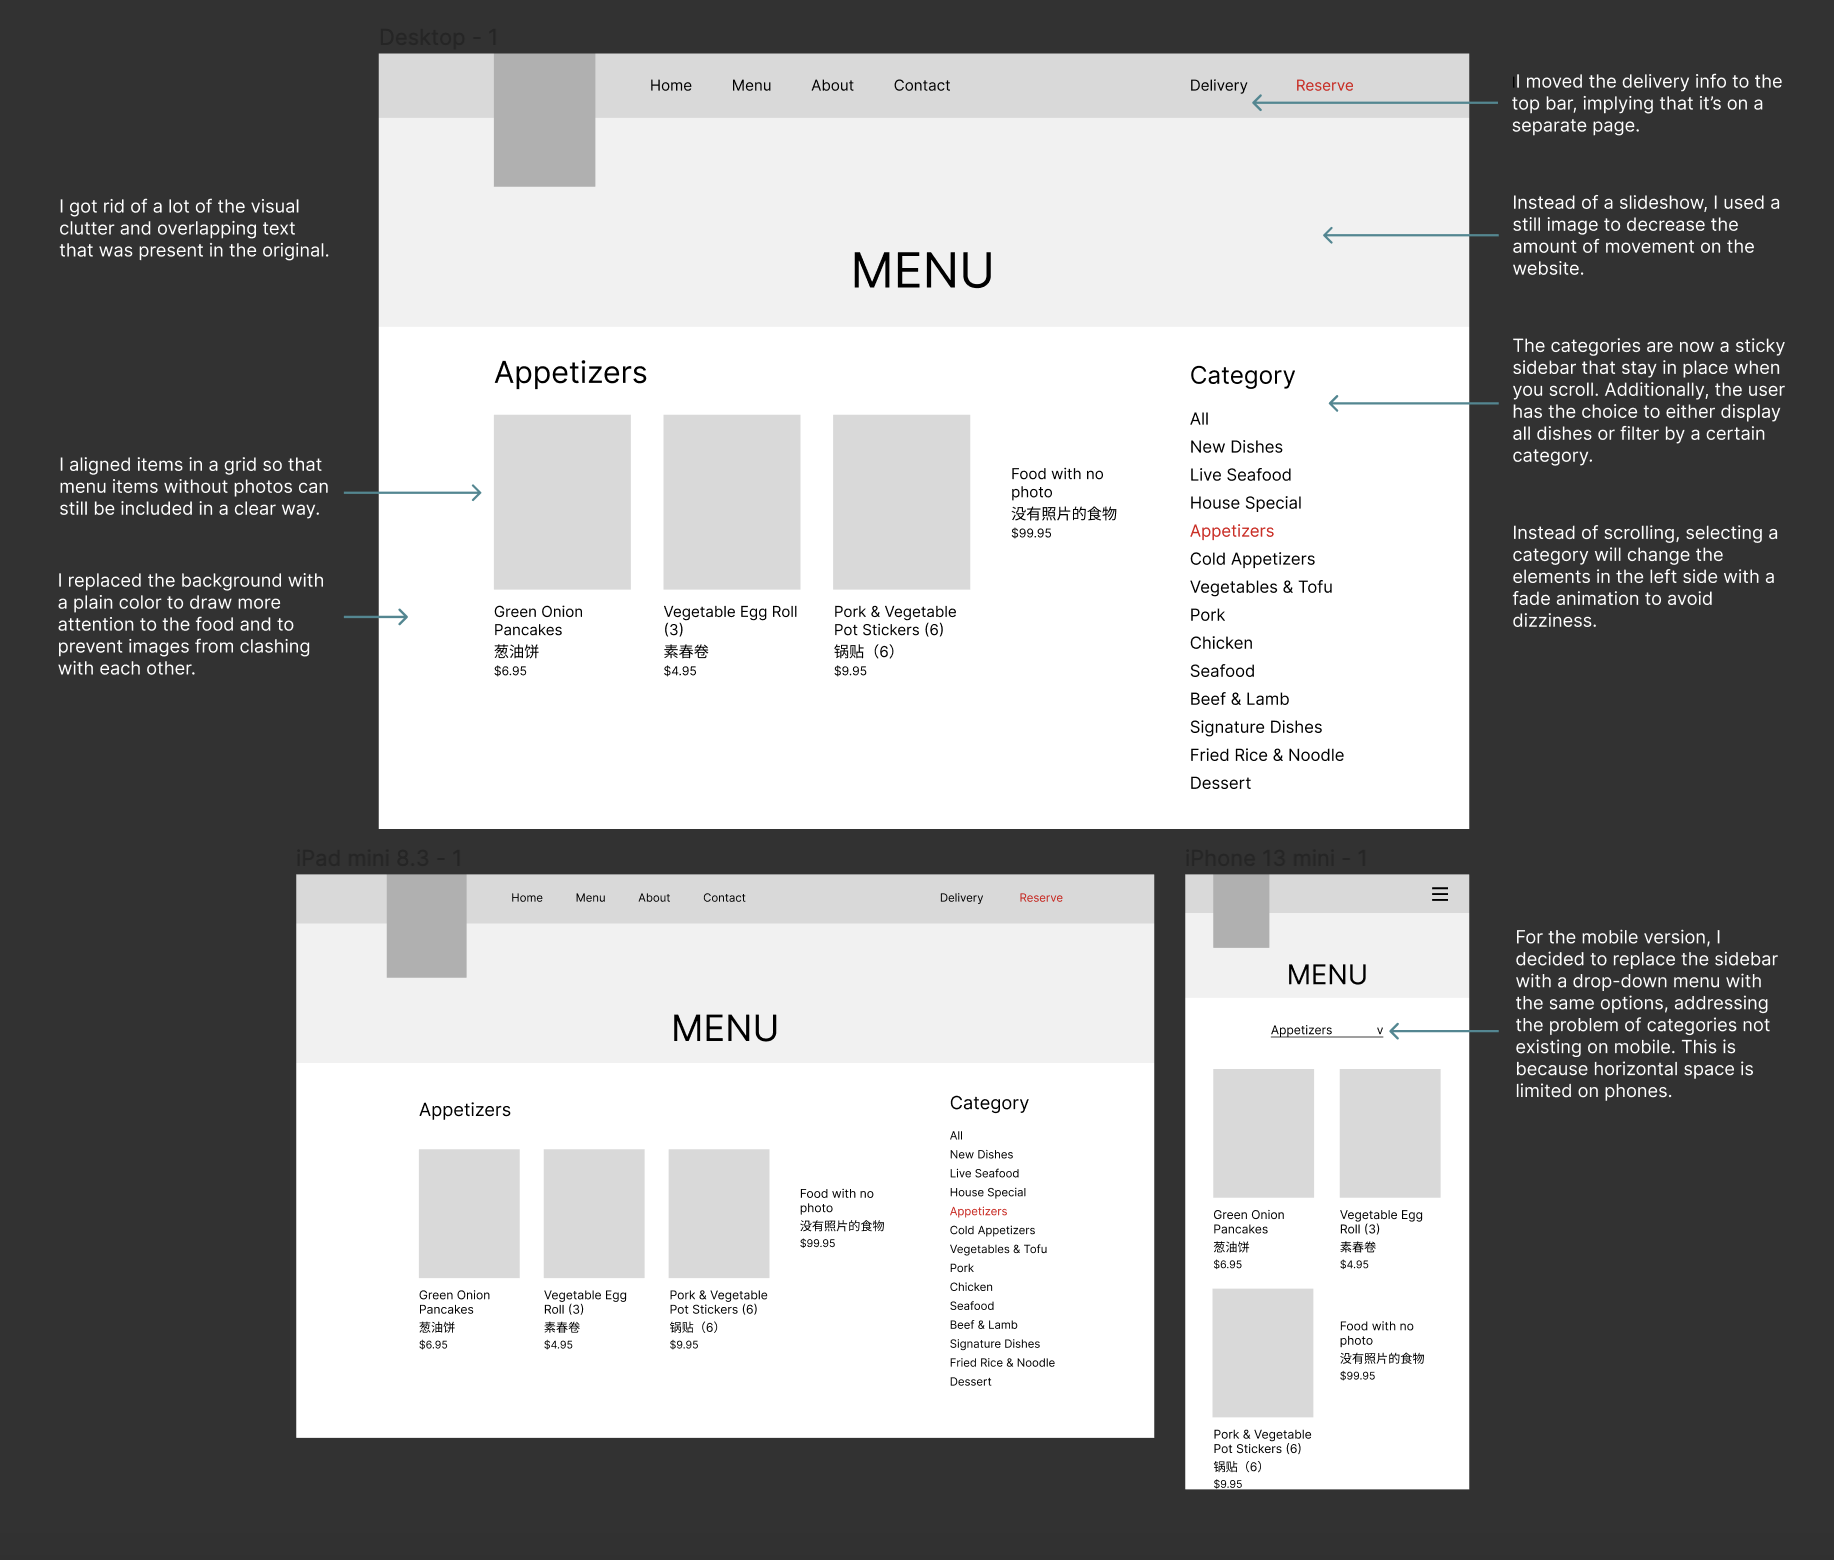 Desktop - 1
Home Menu About Contact Delivery Reserve
MENU
Appetizers
Green Onion
Pancakes
葱油饼
$6.95
Vegetable Egg Roll
(3)
素春卷
$4.95
Pork & Vegetable
Pot Stickers (6)
锅贴（6）
$9.95
Food with no
photo
没有照片的食物
$99.95
Category
All
New Dishes
Live Seafood
House Special
Appetizers
Cold Appetizers
Vegetables & Tofu
Pork
Chicken
Seafood
Beef & Lamb
Signature Dishes
Fried Rice & Noodle
Dessert
I got rid of a lot of the visual
clutter and overlapping text
that was present in the original.
I aligned items in a grid so that
menu items without photos can
still be included in a clear way.
I replaced the background with
a plain color to draw more
attention to the food and to
prevent images from clashing
with each other.
I moved the delivery info to the
top bar, implying that it's on a
separate page.
Instead of a slideshow, I used a
still image to decrease the
amount of movement on the
website.
The categories are now a sticky
sidebar that stay in place when
you scroll. Additionally, the user
has the choice to either display
all dishes or filter by a certain
category.
Instead of scrolling, selecting a
category will change the
elements in the left side with a
fade animation to avoid
dizziness.
iPad mini 8.3 - 1
Home Menu About Contact Delivery Reserve
MENU
Appetizers
Green Onion
Pancakes
葱油饼
$6.95
Vegetable Egg
Roll (3)
素春卷
$4.95
Pork & Vegetable
Pot Stickers (6)
锅贴（6）
$9.95
Food with no
photo
没有照片的食物
$99.95
Category
All
New Dishes
Live Seafood
House Special
Appetizers
Cold Appetizers
Vegetables & Tofu
Pork
Chicken
Seafood
Beef & Lamb
Signature Dishes
Fried Rice & Noodle
Dessert
iPhone 13 mini - 1
MENU
Appetizers v
Green Onion
Pancakes
葱油饼
$6.95
Vegetable Egg
Roll (3)
素春卷
$4.95
Pork & Vegetable
Pot Stickers (6)
锅贴（6）
$9.95
Food with no
photo
没有照片的食物
$99.95
For the mobile version, I
decided to replace the sidebar
with a drop-down menu with
the same options, addressing
the problem of categories not
existing on mobile. This is
because horizontal space is
limited on phones.